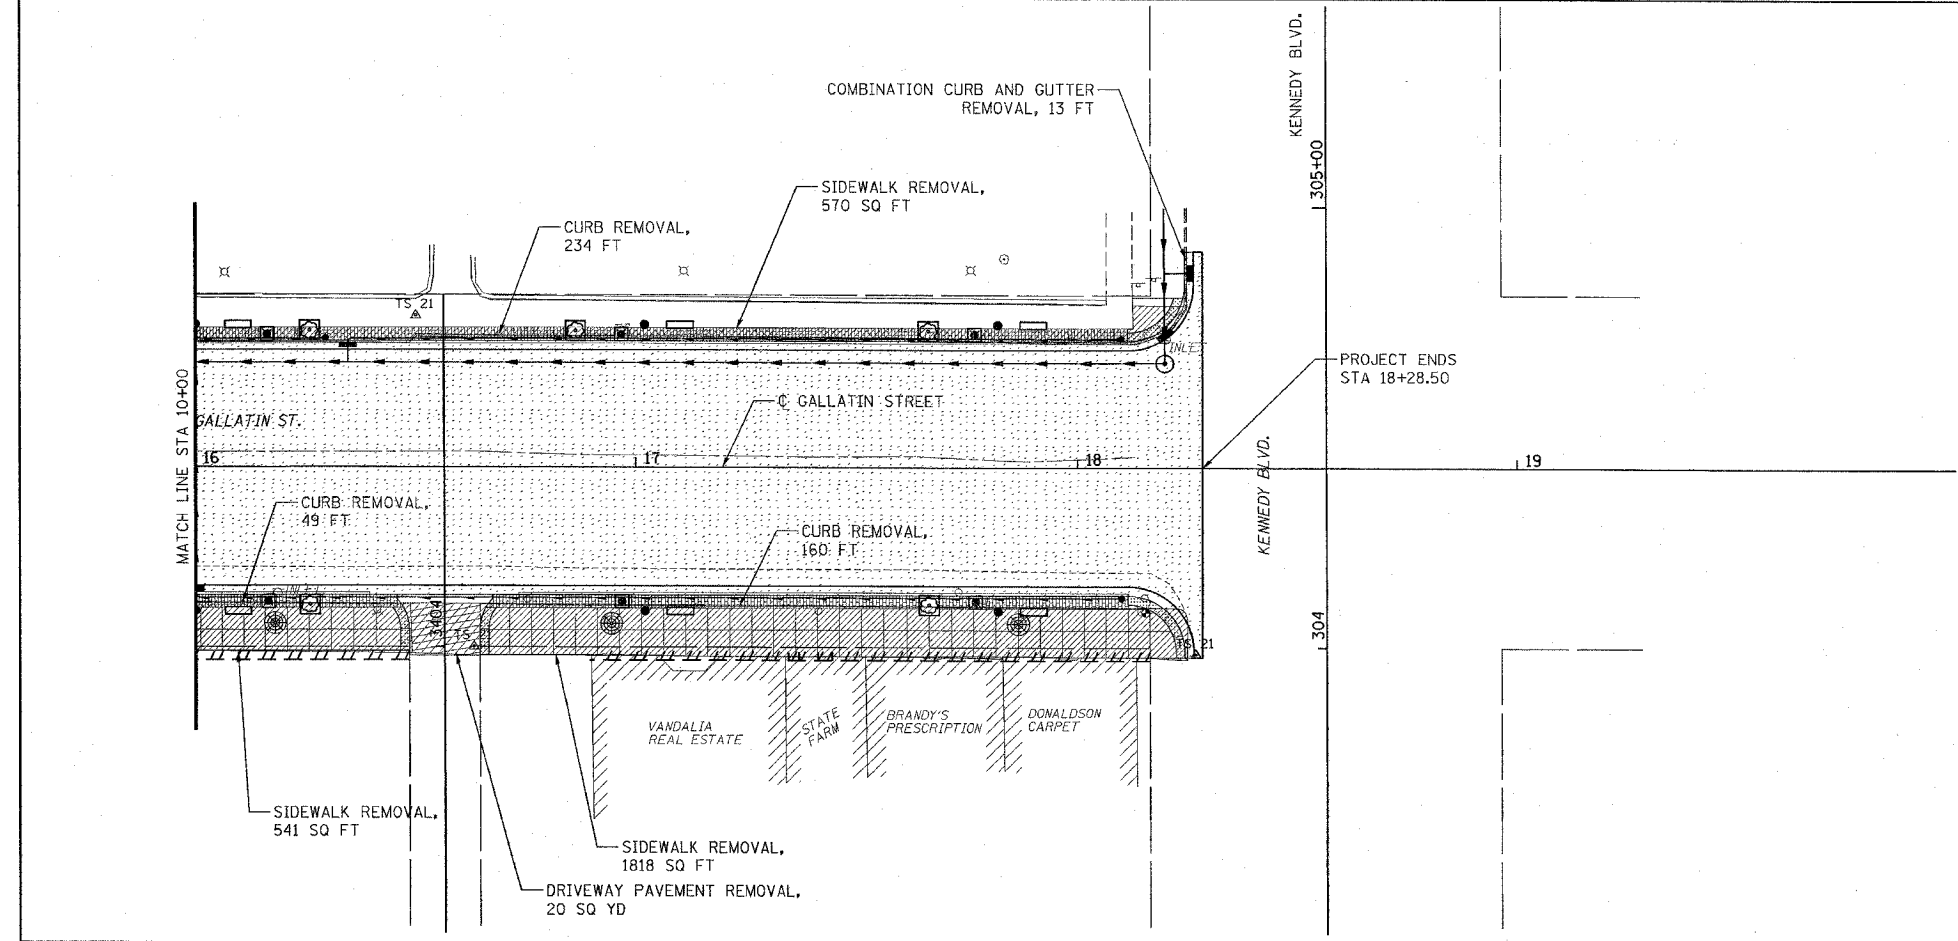 KENNEDY BLVD.
305+00
COMBINATION CURB AND GUTTER
REMOVAL, 13 FT
SIDEWALK REMOVAL,
570 SQ FT
CURB REMOVAL,
234 FT
TS 21
INLET
PROJECT ENDS
STA 18+28.50
MATCH LINE STA 10+00
GALLATIN ST.
℄ GALLATIN STREET
16
17
18
19
KENNEDY BLVD.
CURB REMOVAL,
49 FT
CURB REMOVAL,
160 FT
304
TS 21
VANDALIA
REAL ESTATE
STATE
FARM
BRANDY'S
PRESCRIPTION
DONALDSON
CARPET
SIDEWALK REMOVAL,
541 SQ FT
SIDEWALK REMOVAL,
1818 SQ FT
DRIVEWAY PAVEMENT REMOVAL,
20 SQ YD